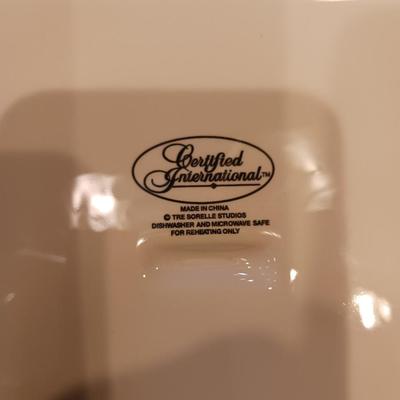 Certified
International™
MADE IN CHINA
© TRE SORELLE STUDIOS
DISHWASHER AND MICROWAVE SAFE
FOR REHEATING ONLY